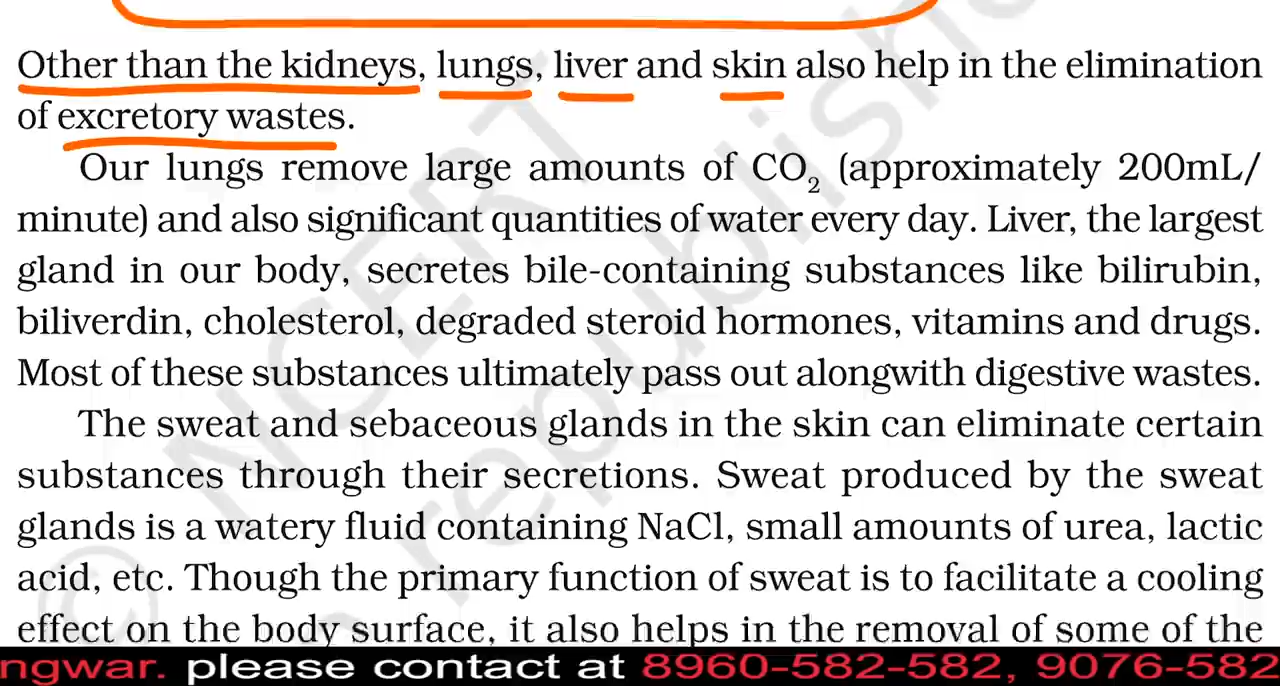 Other than the kidneys, lungs, liver and skin also help in the elimination
of excretory wastes.
Our lungs remove large amounts of CO₂ (approximately 200mL/
minute) and also significant quantities of water every day. Liver, the largest
gland in our body, secretes bile-containing substances like bilirubin,
biliverdin, cholesterol, degraded steroid hormones, vitamins and drugs.
Most of these substances ultimately pass out alongwith digestive wastes.
The sweat and sebaceous glands in the skin can eliminate certain
substances through their secretions. Sweat produced by the sweat
glands is a watery fluid containing NaCl, small amounts of urea, lactic
acid, etc. Though the primary function of sweat is to facilitate a cooling
effect on the body surface, it also helps in the removal of some of the
ngwar. please contact at 8960-582-582, 9076-582
© NCERT
republish